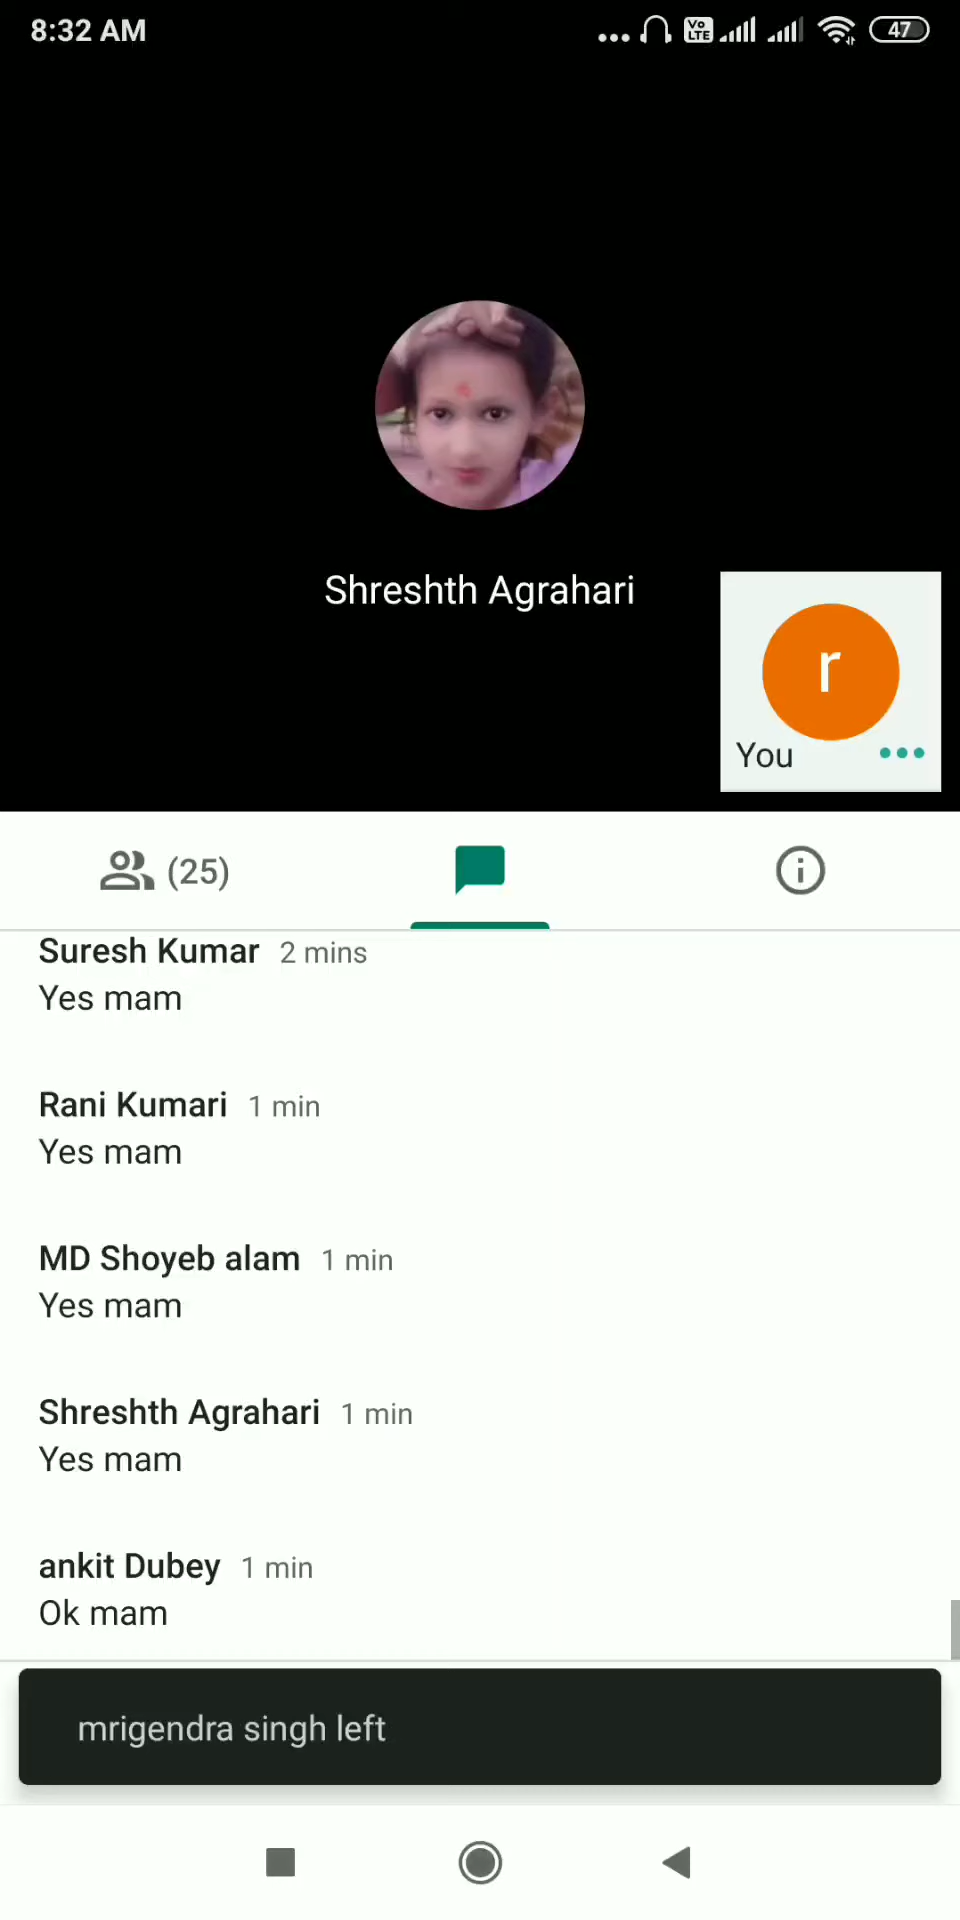 8:32 AM
Vo
LTE
47
Shreshth Agrahari
r
You
(25)
Suresh Kumar 2 mins
Yes mam
Rani Kumari 1 min
Yes mam
MD Shoyeb alam 1 min
Yes mam
Shreshth Agrahari 1 min
Yes mam
ankit Dubey 1 min
Ok mam
mrigendra singh left